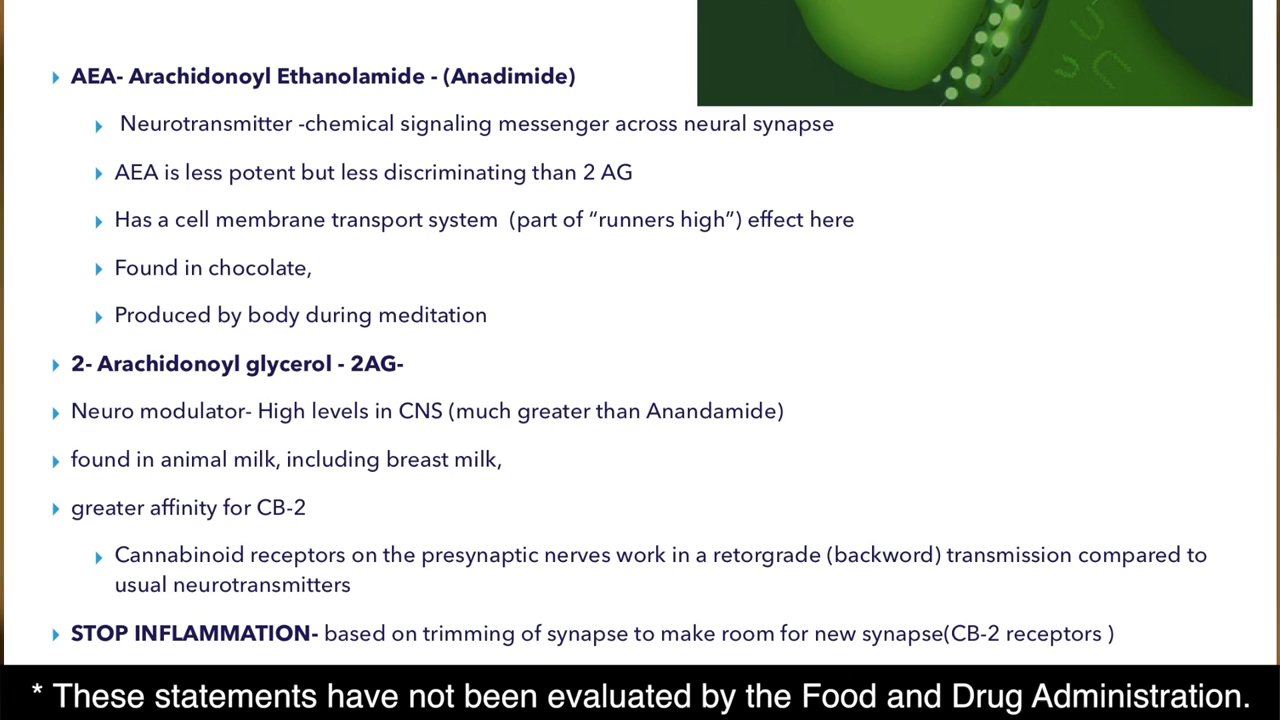 AEA- Arachidonoyl Ethanolamide - (Anadimide)
Neurotransmitter -chemical signaling messenger across neural synapse
AEA is less potent but less discriminating than 2 AG
Has a cell membrane transport system (part of “runners high”) effect here
Found in chocolate,
Produced by body during meditation
2- Arachidonoyl glycerol - 2AG-
Neuro modulator- High levels in CNS (much greater than Anandamide)
found in animal milk, including breast milk,
greater affinity for CB-2
Cannabinoid receptors on the presynaptic nerves work in a retorgrade (backword) transmission compared to
usual neurotransmitters
STOP INFLAMMATION- based on trimming of synapse to make room for new synapse(CB-2 receptors )
* These statements have not been evaluated by the Food and Drug Administration.